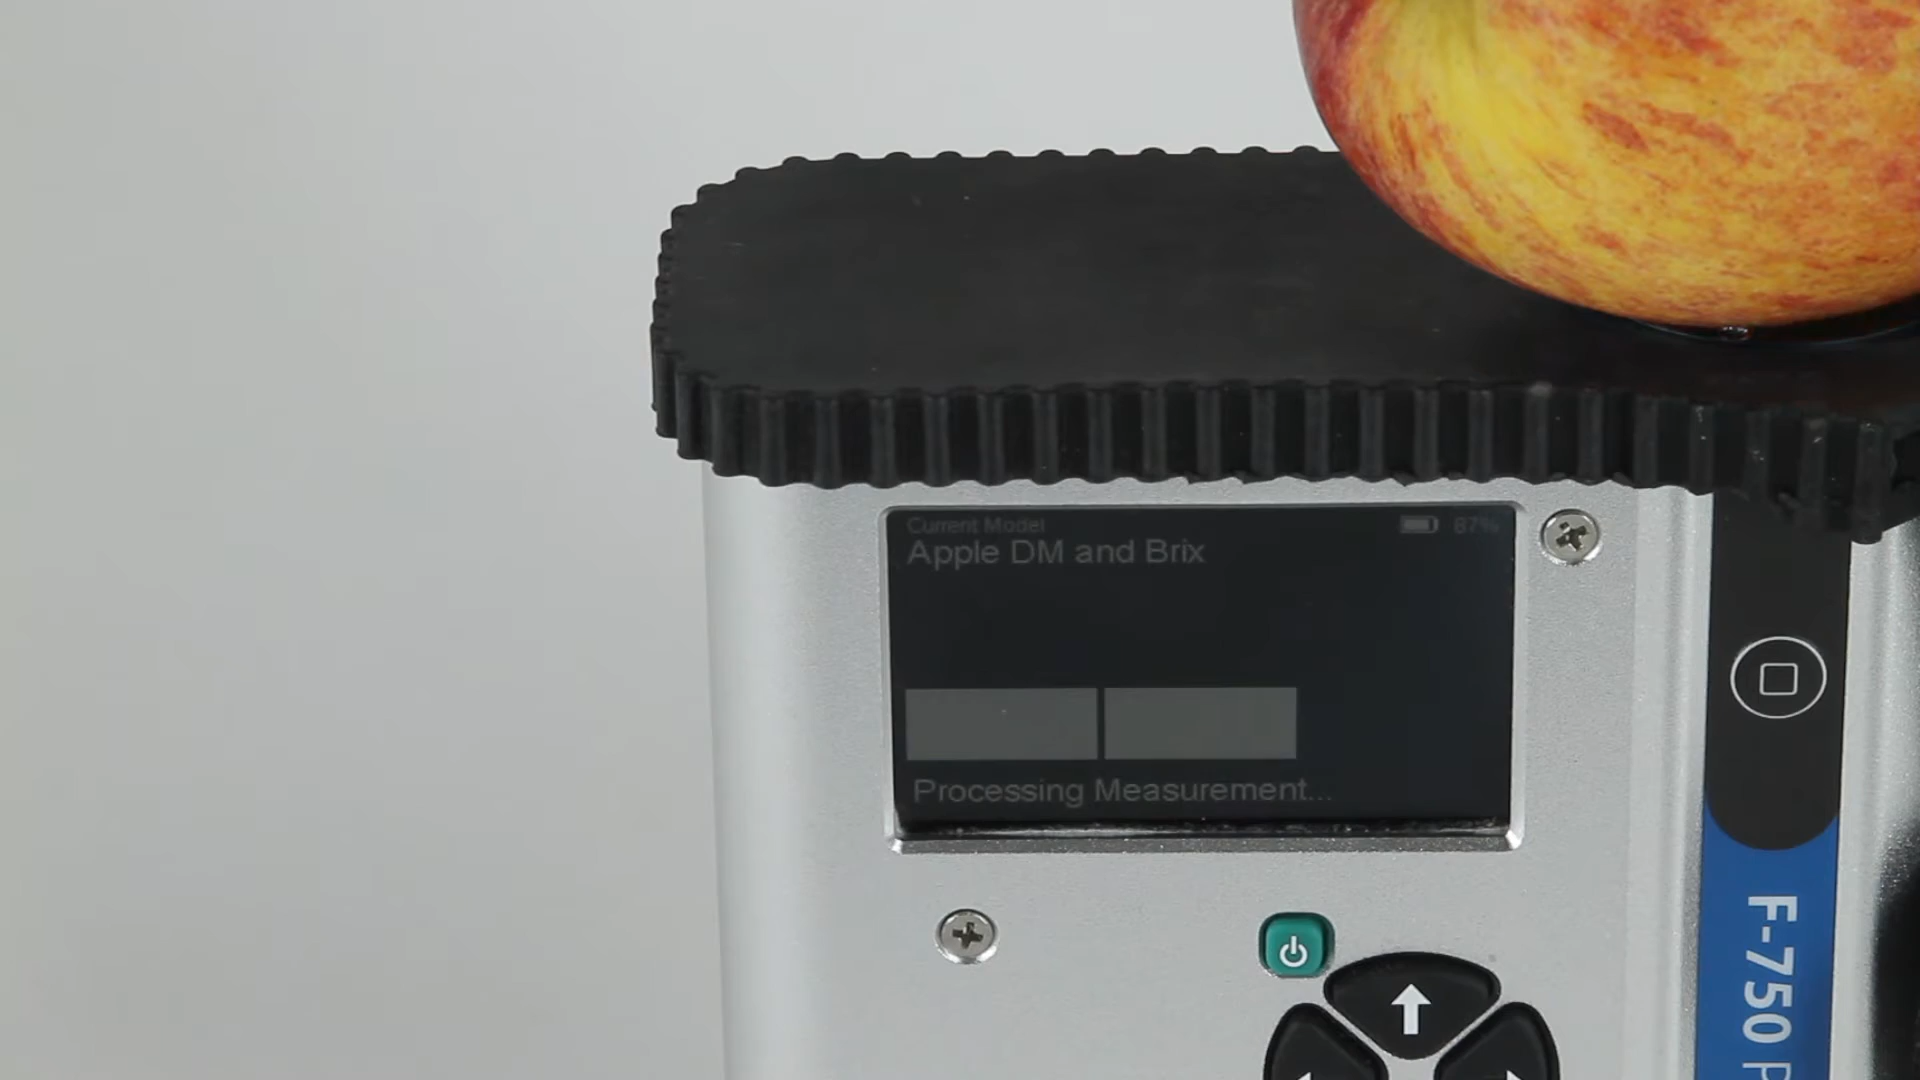 Current Model
87%
Apple DM and Brix
Processing Measurement...
F-750 P